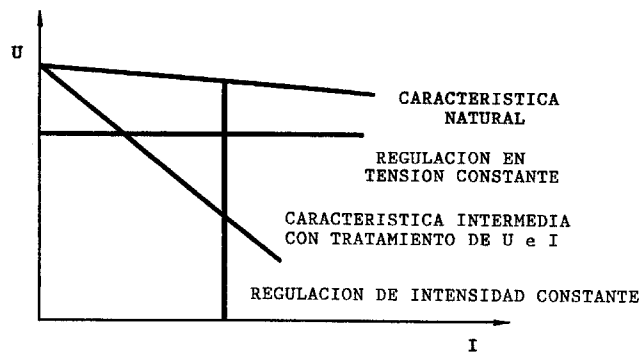 U
CARACTERISTICA
NATURAL
REGULACION EN
TENSION CONSTANTE
CARACTERISTICA INTERMEDIA
CON TRATAMIENTO DE U e I
REGULACION DE INTENSIDAD CONSTANTE
I